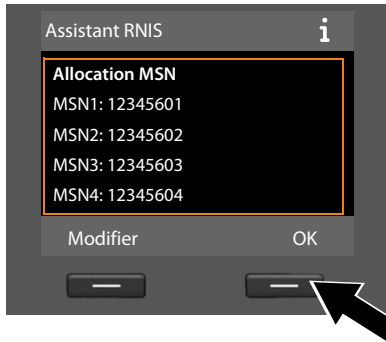 Assistant RNIS i
Allocation MSN
MSN1: 12345601
MSN2: 12345602
MSN3: 12345603
MSN4: 12345604
Modifier OK